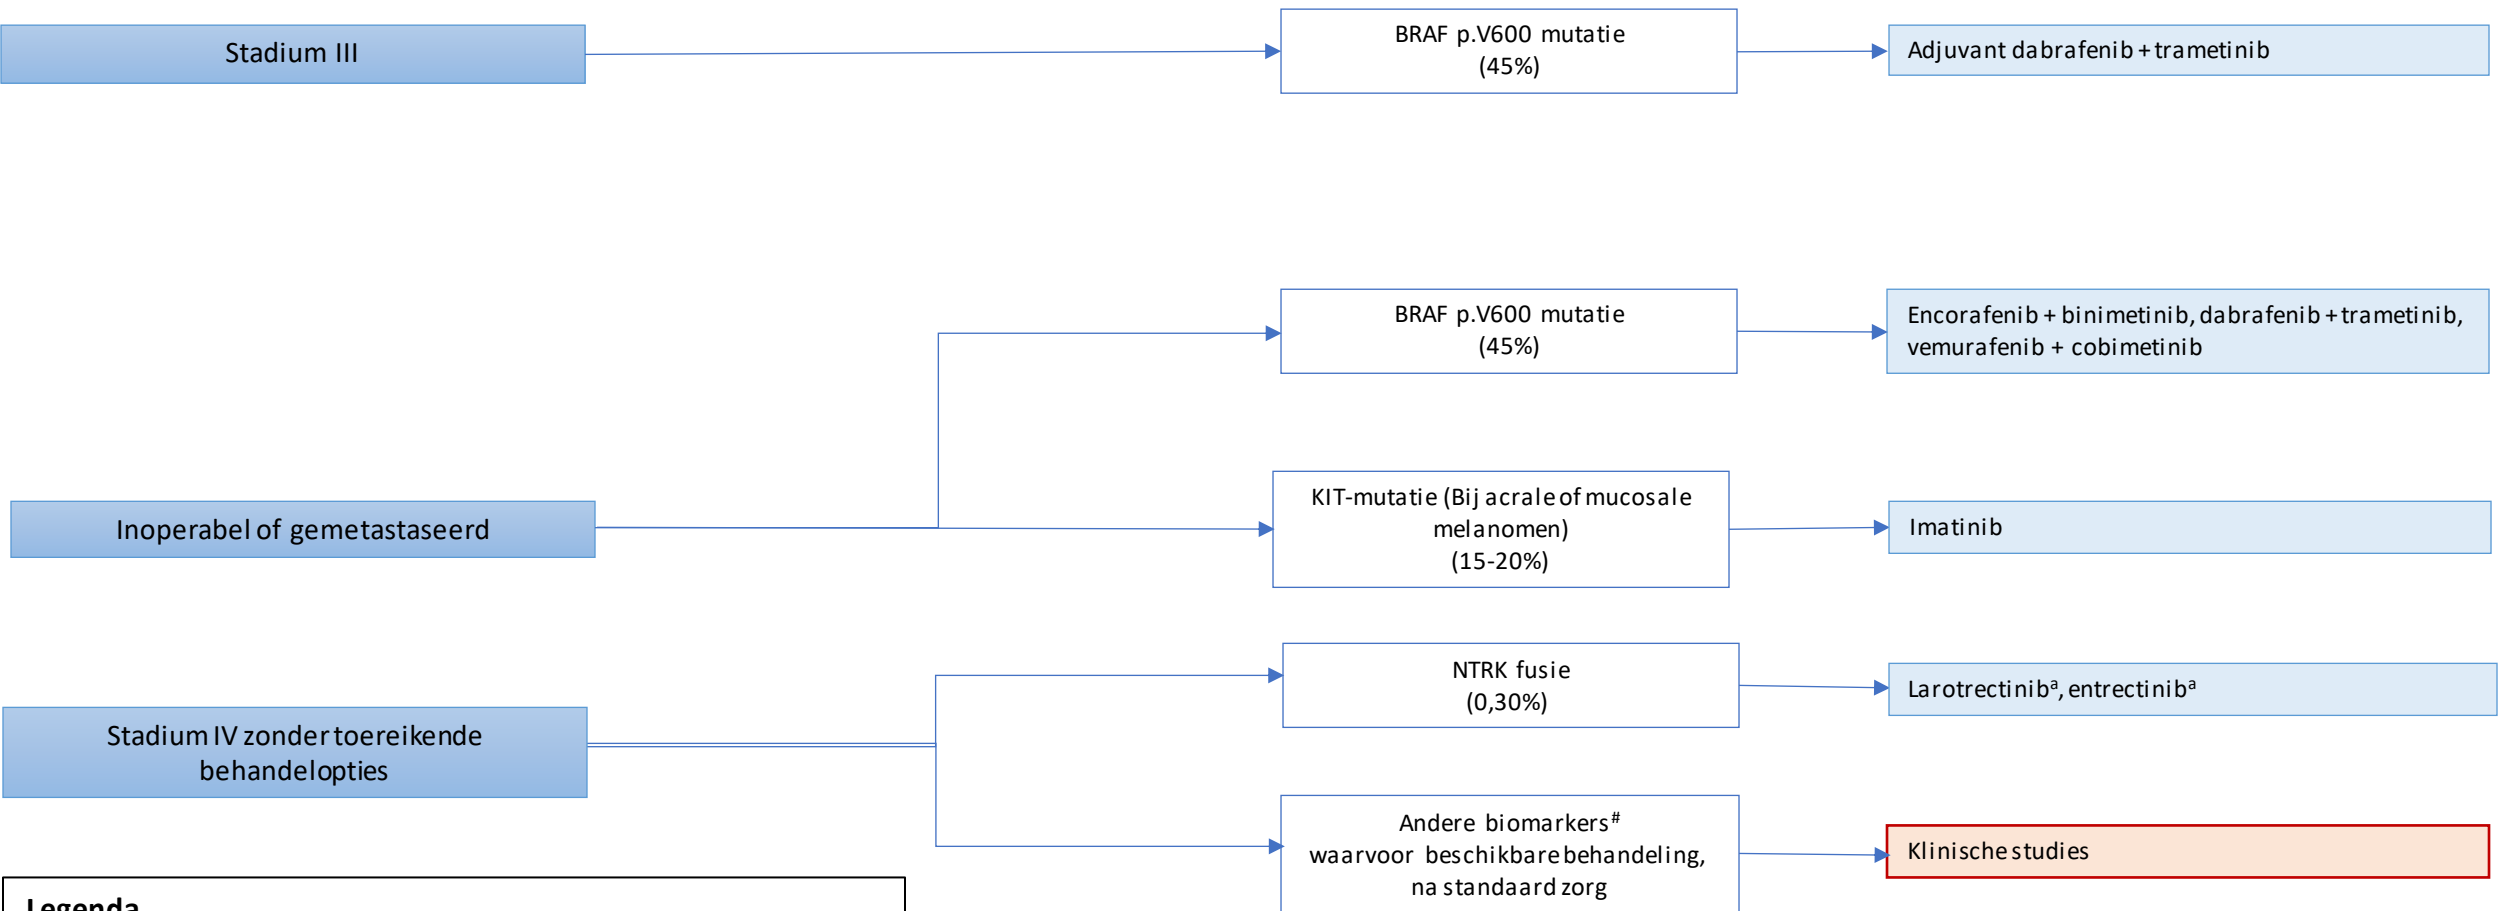 Stadium III
BRAF p.V600 mutatie
(45%)
Adjuvant dabrafenib + trametinib
BRAF p.V600 mutatie
(45%)
Encorafenib + binimetinib, dabrafenib + trametinib,
vemurafenib + cobimetinib
Inoperabel of gemetastaseerd
KIT-mutatie (Bij acrale of mucosale
melanomen)
(15-20%)
Imatinib
Stadium IV zonder toereikende
behandelopties
NTRK fusie
(0,30%)
Larotrectinibᵃ, entrectinibᵃ
Andere biomarkers#
waarvoor beschikbare behandeling,
na standaard zorg
Klinische studies
Legenda